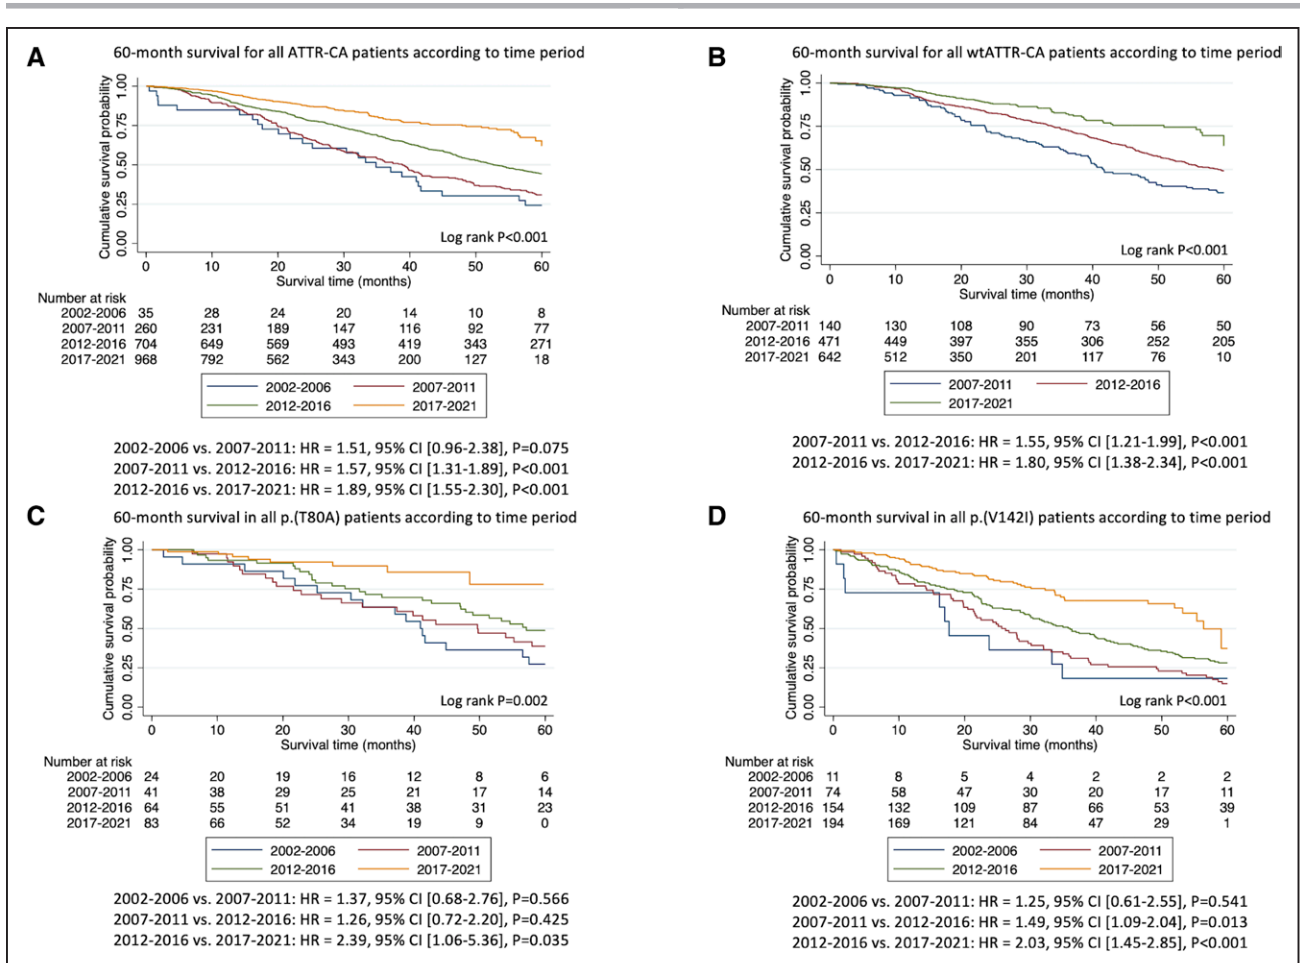 A
60-month survival for all ATTR-CA patients according to time period
Cumulative survival probability
1.00
0.75
0.50
0.25
0.00
Log rank P<0.001
0 10 20 30 40 50 60
Survival time (months)
Number at risk
2002-2006 35 28 24 20 14 10 8
2007-2011 260 231 189 147 116 92 77
2012-2016 704 649 569 493 419 343 271
2017-2021 968 792 562 343 200 127 18
2002-2006 2007-2011
2012-2016 2017-2021
2002-2006 vs. 2007-2011: HR = 1.51, 95% CI [0.96-2.38], P=0.075
2007-2011 vs. 2012-2016: HR = 1.57, 95% CI [1.31-1.89], P<0.001
2012-2016 vs. 2017-2021: HR = 1.89, 95% CI [1.55-2.30], P<0.001
B
60-month survival for all wtATTR-CA patients according to time period
Cumulative survival probability
1.00
0.75
0.50
0.25
0.00
Log rank P<0.001
0 10 20 30 40 50 60
Survival time (months)
Number at risk
2007-2011 140 130 108 90 73 56 50
2012-2016 471 449 397 355 306 252 205
2017-2021 642 512 350 201 117 76 10
2007-2011 2012-2016
2017-2021
2007-2011 vs. 2012-2016: HR = 1.55, 95% CI [1.21-1.99], P<0.001
2012-2016 vs. 2017-2021: HR = 1.80, 95% CI [1.38-2.34], P<0.001
C
60-month survival in all p.(T80A) patients according to time period
Cumulative survival probability
1.00
0.75
0.50
0.25
0.00
Log rank P=0.002
0 10 20 30 40 50 60
Survival time (months)
Number at risk
2002-2006 24 20 19 16 12 8 6
2007-2011 41 38 29 25 21 17 14
2012-2016 64 55 51 41 38 31 23
2017-2021 83 66 52 34 19 9 0
2002-2006 2007-2011
2012-2016 2017-2021
2002-2006 vs. 2007-2011: HR = 1.37, 95% CI [0.68-2.76], P=0.566
2007-2011 vs. 2012-2016: HR = 1.26, 95% CI [0.72-2.20], P=0.425
2012-2016 vs. 2017-2021: HR = 2.39, 95% CI [1.06-5.36], P=0.035
D
60-month survival in all p.(V142I) patients according to time period
Cumulative survival probability
1.00
0.75
0.50
0.25
0.00
Log rank P<0.001
0 10 20 30 40 50 60
Survival time (months)
Number at risk
2002-2006 11 8 5 4 2 2 2
2007-2011 74 58 47 30 20 17 11
2012-2016 154 132 109 87 66 53 39
2017-2021 194 169 121 84 47 29 1
2002-2006 2007-2011
2012-2016 2017-2021
2002-2006 vs. 2007-2011: HR = 1.25, 95% CI [0.61-2.55], P=0.541
2007-2011 vs. 2012-2016: HR = 1.49, 95% CI [1.09-2.04], P=0.013
2012-2016 vs. 2017-2021: HR = 2.03, 95% CI [1.45-2.85], P<0.001